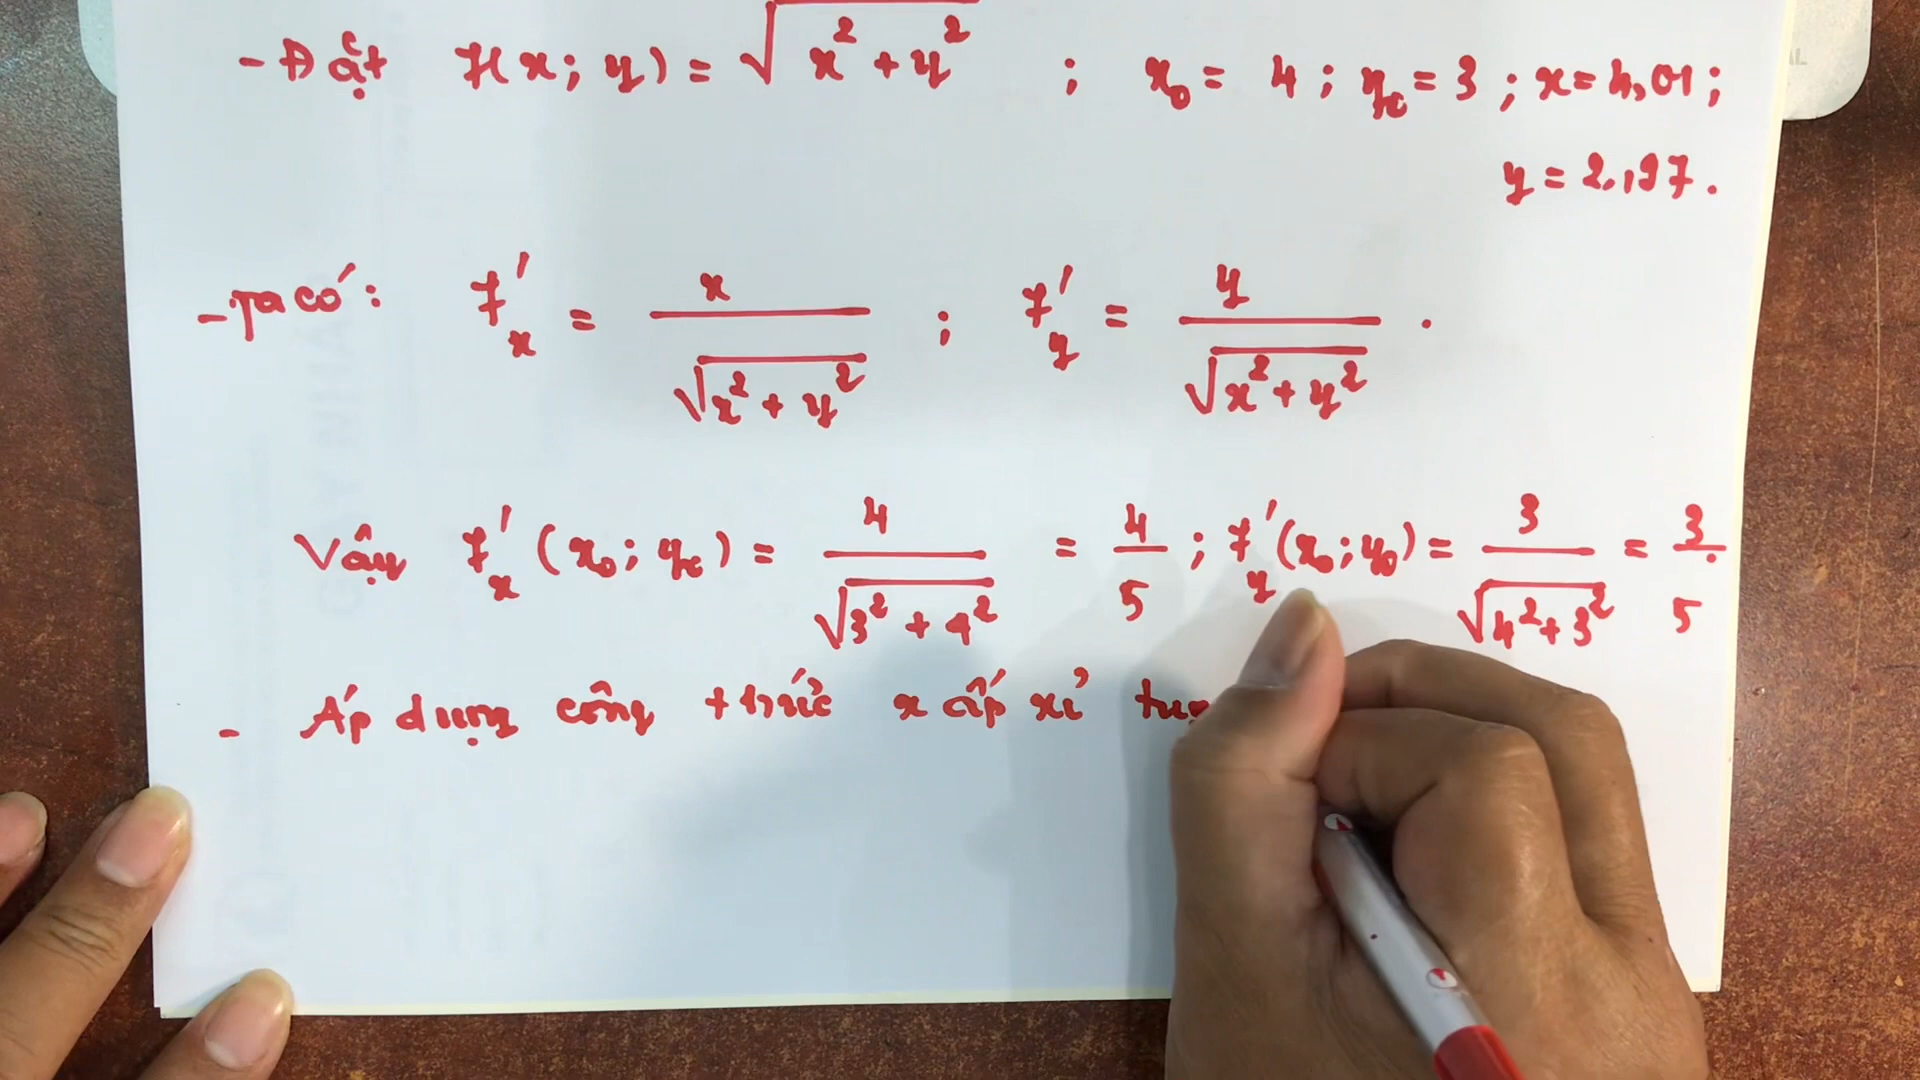 - Đặt f(x; y) = √(x² + y²) ; x₀ = 4 ; y₀ = 3 ; x = 4,01 ;
y = 2,97 .
- Ta có : f'ₓ = x / √(x² + y²) ; f'_y = y / √(x² + y²) .
Vậy f'ₓ (x₀ ; y₀) = 4 / √(3² + 4²) = 4/5 ; f'_y (x₀ ; y₀) = 3 / √(4² + 3²) = 3/5 .
- Áp dụng công thức xấp xỉ